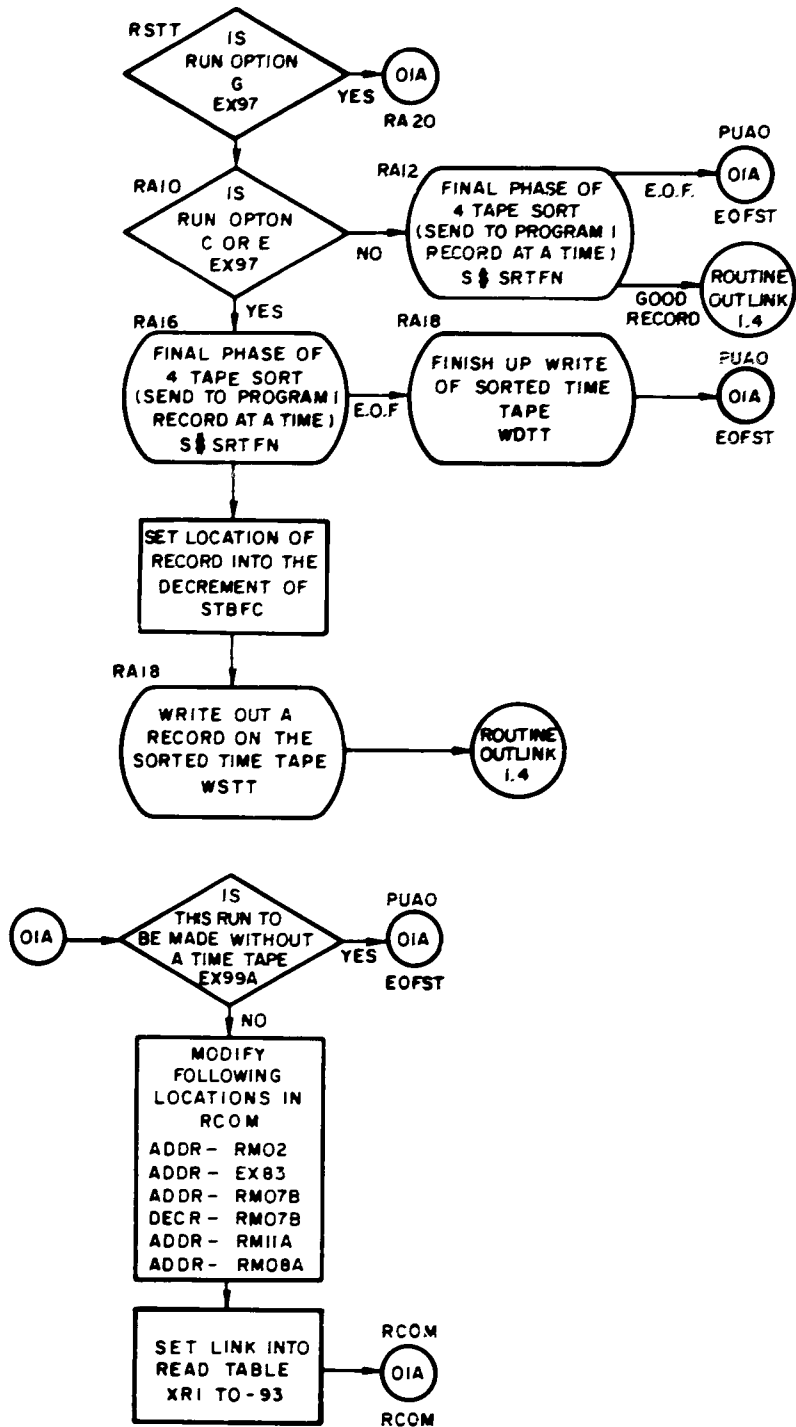 RSTT
IS
RUN OPTION
G
EX97
YES
01A
RA20
RA10
IS
RUN OPTON
C OR E
EX97
NO
YES
RA12
FINAL PHASE OF
4 TAPE SORT
(SEND TO PROGRAM 1
RECORD AT A TIME)
S$ SRTFN
E.O.F.
PUAO
01A
EOFST
GOOD
RECORD
ROUTINE
OUTLINK
1.4
RA16
FINAL PHASE OF
4 TAPE SORT
(SEND TO PROGRAM 1
RECORD AT A TIME)
S$ SRTFN
E.O.F
RA18
FINISH UP WRITE
OF SORTED TIME
TAPE
WDTT
PUAO
01A
EOFST
SET LOCATION OF
RECORD INTO THE
DECREMENT OF
STBFC
RA18
WRITE OUT A
RECORD ON THE
SORTED TIME TAPE
WSTT
ROUTINE
OUTLINK
1.4
01A
IS
THIS RUN TO
BE MADE WITHOUT
A TIME TAPE
EX99A
YES
PUAO
01A
EOFST
NO
MODIFY
FOLLOWING
LOCATIONS IN
RCOM
ADDR- RM02
ADDR- EX83
ADDR- RM07B
DECR- RM07B
ADDR- RM11A
ADDR- RM08A
SET LINK INTO
READ TABLE
XR1 TO-93
RCOM
01A
RCOM